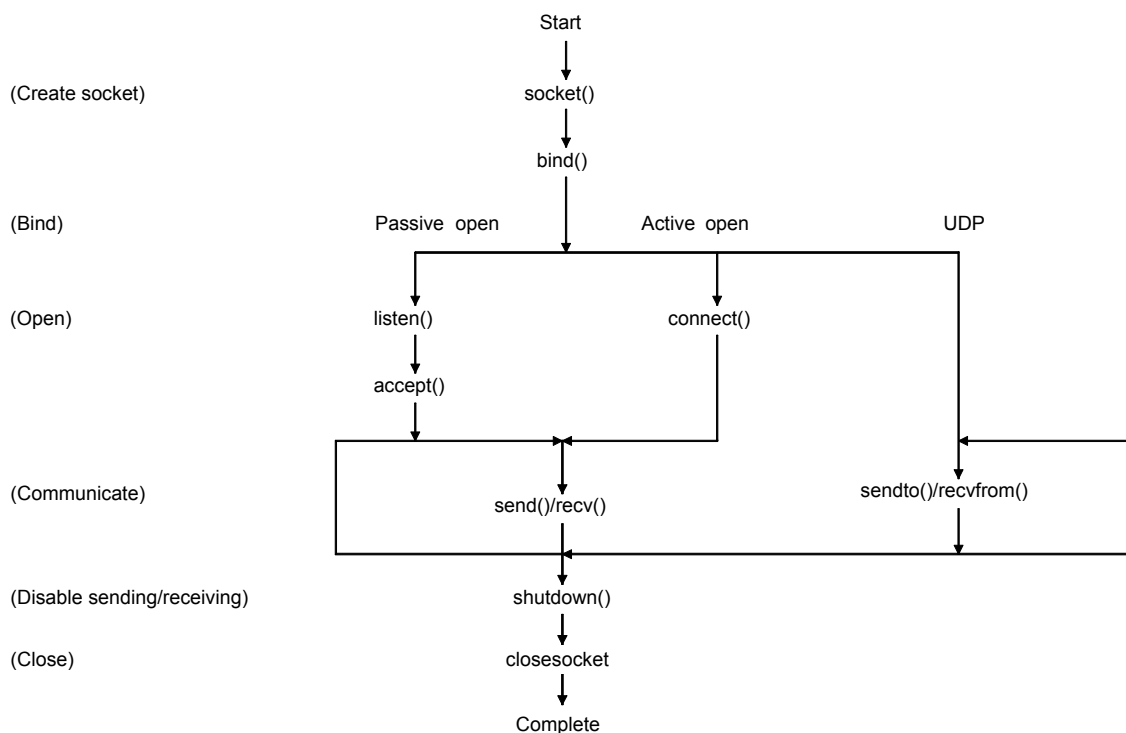 Start
(Create socket) socket()
bind()
(Bind) Passive open Active open UDP
(Open) listen() connect()
accept()
(Communicate) send()/recv() sendto()/recvfrom()
(Disable sending/receiving) shutdown()
(Close) closesocket
Complete